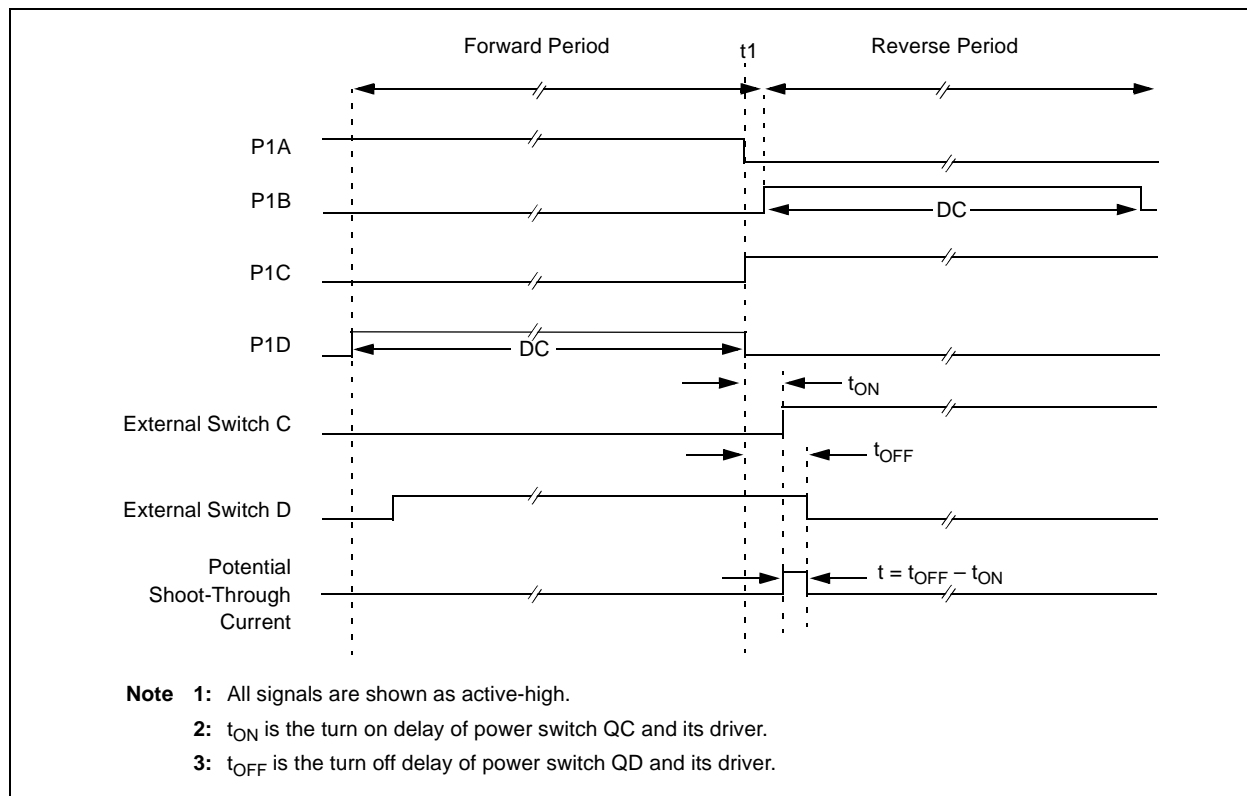 Forward Period
t1
Reverse Period
P1A
P1B
DC
P1C
P1D
DC
tON
External Switch C
tOFF
External Switch D
Potential
Shoot-Through
Current
t = tOFF – tON
Note 1: All signals are shown as active-high.
2: tON is the turn on delay of power switch QC and its driver.
3: tOFF is the turn off delay of power switch QD and its driver.